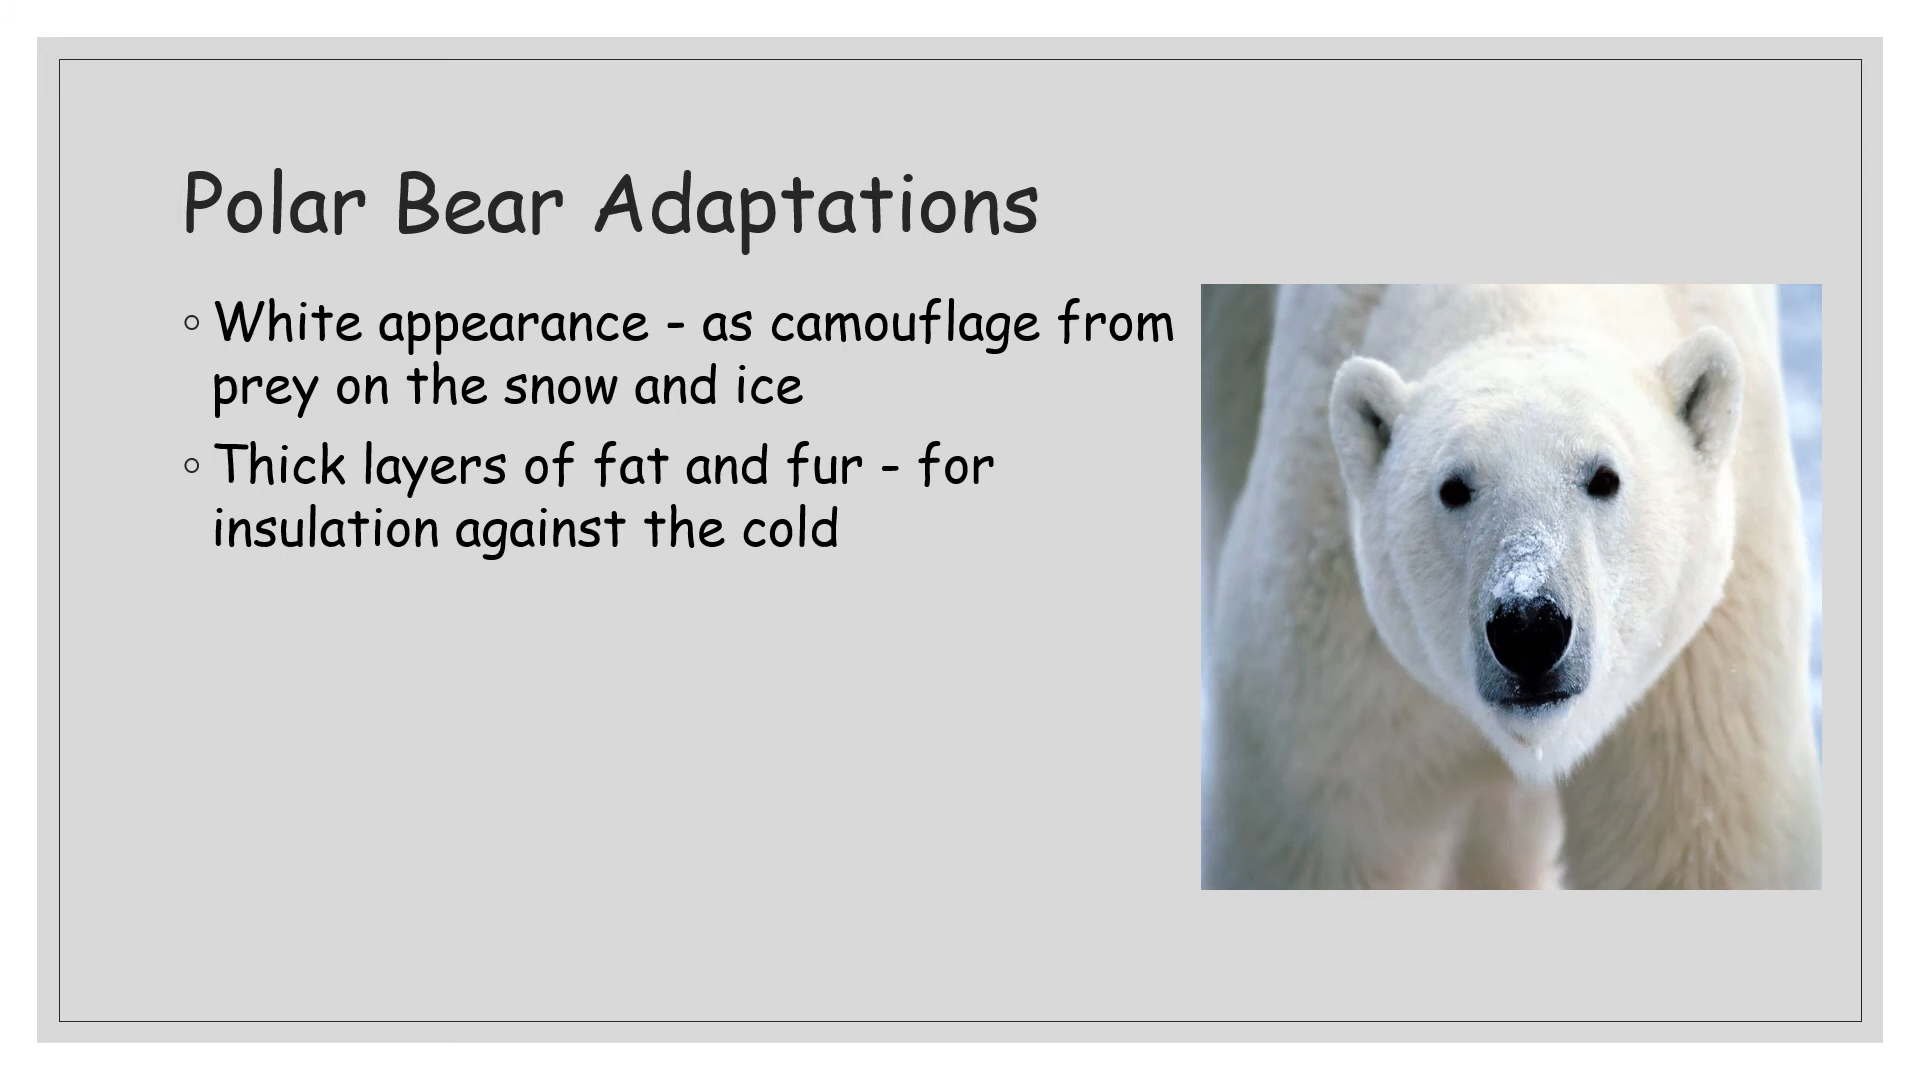 Polar Bear Adaptations
◦ White appearance - as camouflage from
prey on the snow and ice
◦ Thick layers of fat and fur - for
insulation against the cold